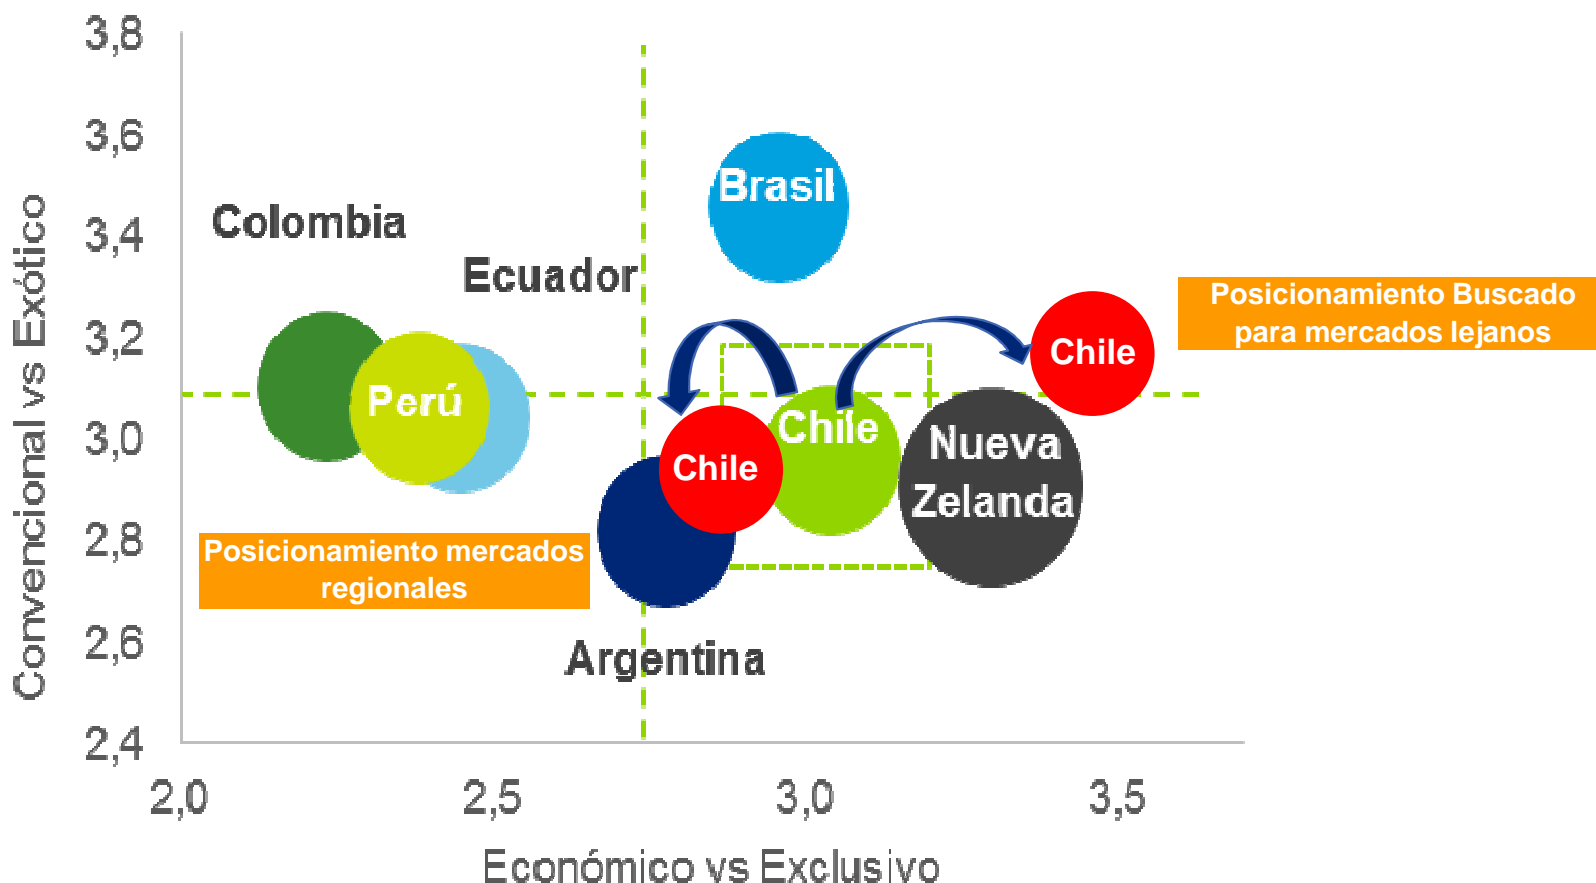 3,8
3,6
3,4
3,2
3,0
2,8
2,6
2,4
Convencional vs Exótico
Colombia
Ecuador
Brasil
Perú
Chile
Chile
Chile
Nueva
Zelanda
Argentina
Posicionamiento Buscado
para mercados lejanos
Posicionamiento mercados
regionales
2,0
2,5
3,0
3,5
Económico vs Exclusivo